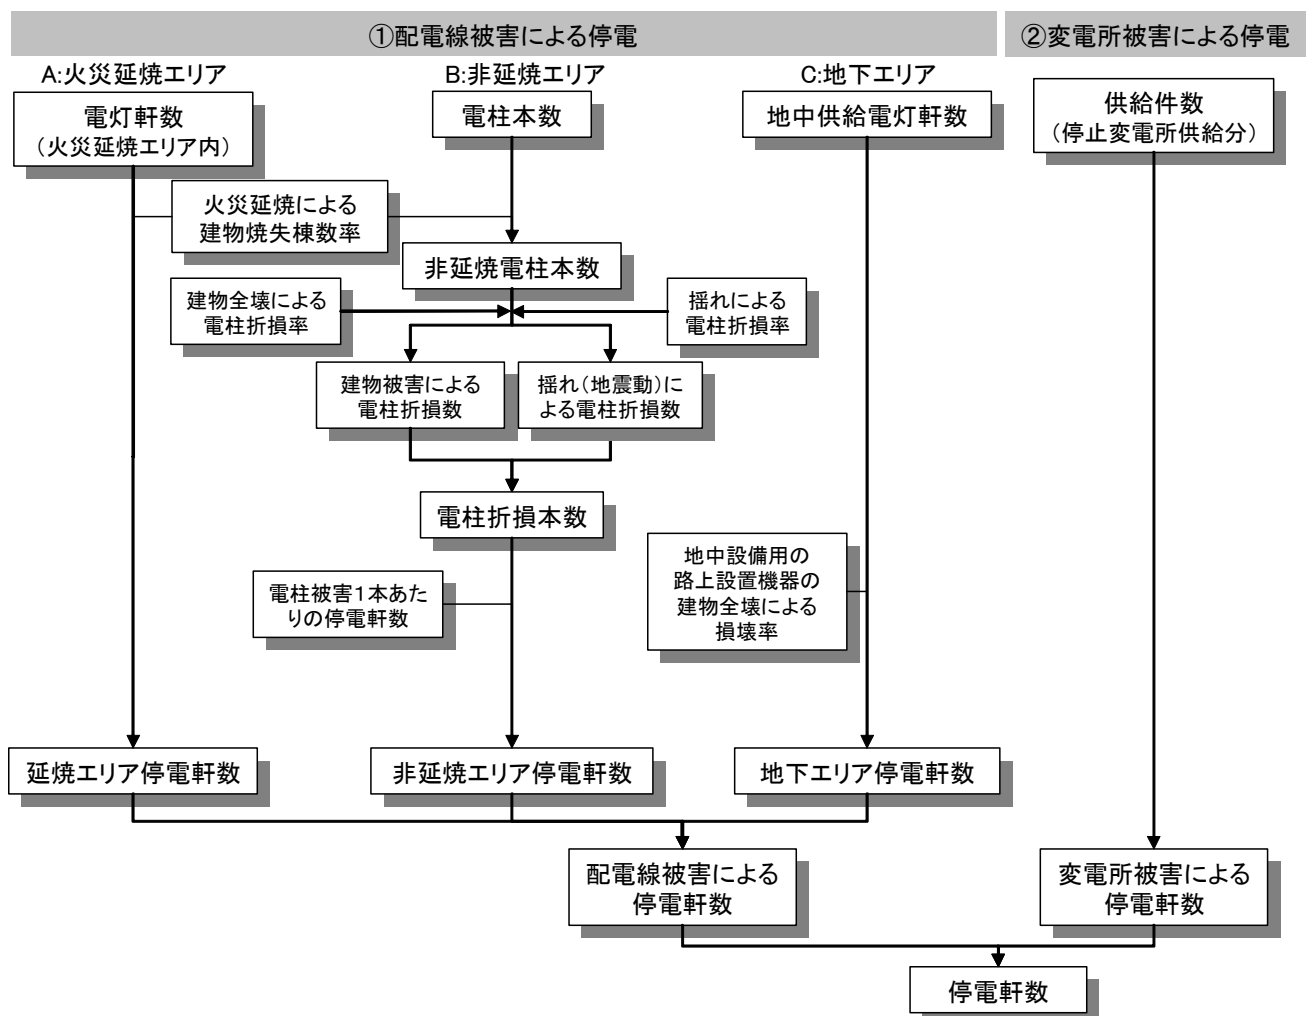 ①配電線被害による停電
②変電所被害による停電
A:火災延焼エリア
B:非延焼エリア
C:地下エリア
電灯軒数
（火災延焼エリア内）
電柱本数
地中供給電灯軒数
供給件数
（停止変電所供給分）
火災延焼による
建物焼失棟数率
非延焼電柱本数
建物全壊による
電柱折損率
揺れによる
電柱折損率
建物被害による
電柱折損数
揺れ（地震動）に
よる電柱折損数
電柱折損本数
地中設備用の
路上設置機器の
建物全壊による
損壊率
電柱被害１本あた
りの停電軒数
延焼エリア停電軒数
非延焼エリア停電軒数
地下エリア停電軒数
配電線被害による
停電軒数
変電所被害による
停電軒数
停電軒数